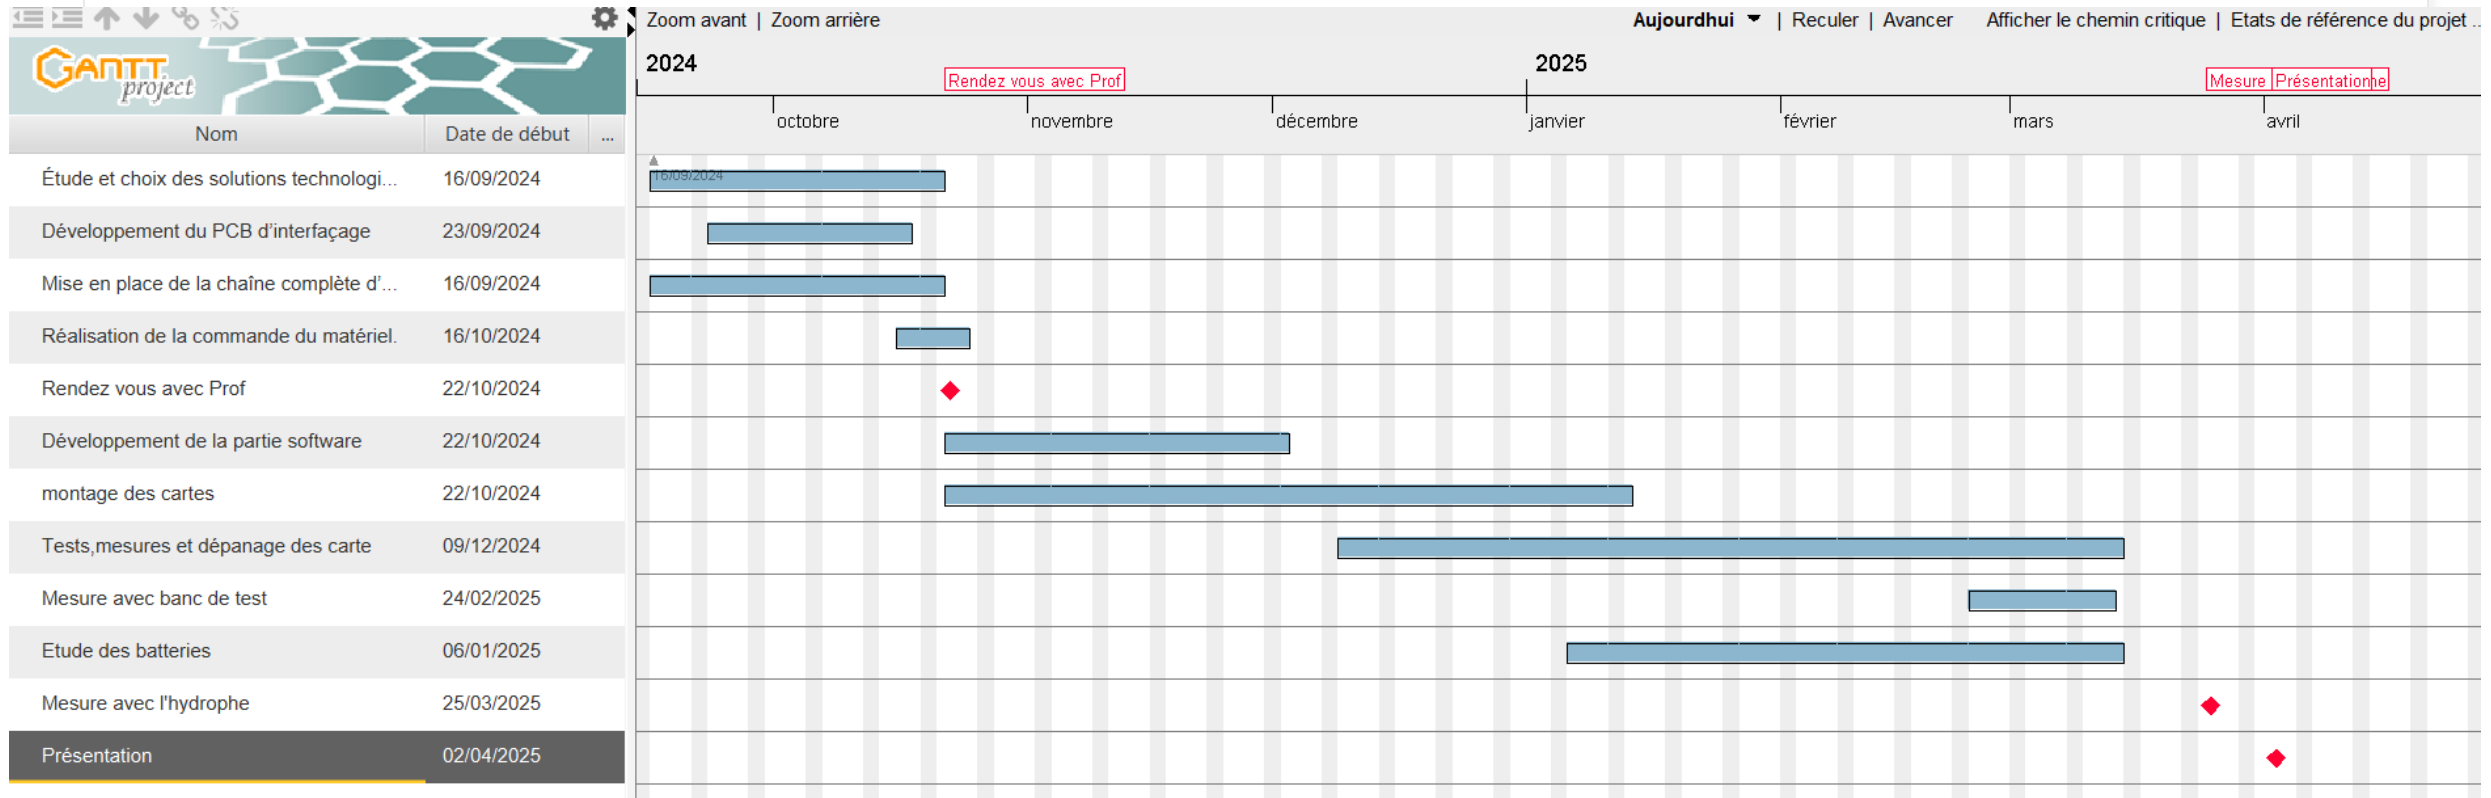 Zoom avant | Zoom arrière
Aujourdhui | Reculer | Avancer Afficher le chemin critique | Etats de référence du projet ...
GANTT
project
2024 2025
Rendez vous avec Prof Mesure Présentation he
octobre novembre décembre janvier février mars avril
Nom Date de début ...
Étude et choix des solutions technologi... 16/09/2024
16/09/2024
Développement du PCB d’interfaçage 23/09/2024
Mise en place de la chaîne complète d’... 16/09/2024
Réalisation de la commande du matériel. 16/10/2024
Rendez vous avec Prof 22/10/2024
Développement de la partie software 22/10/2024
montage des cartes 22/10/2024
Tests,mesures et dépanage des carte 09/12/2024
Mesure avec banc de test 24/02/2025
Etude des batteries 06/01/2025
Mesure avec l'hydrophe 25/03/2025
Présentation 02/04/2025